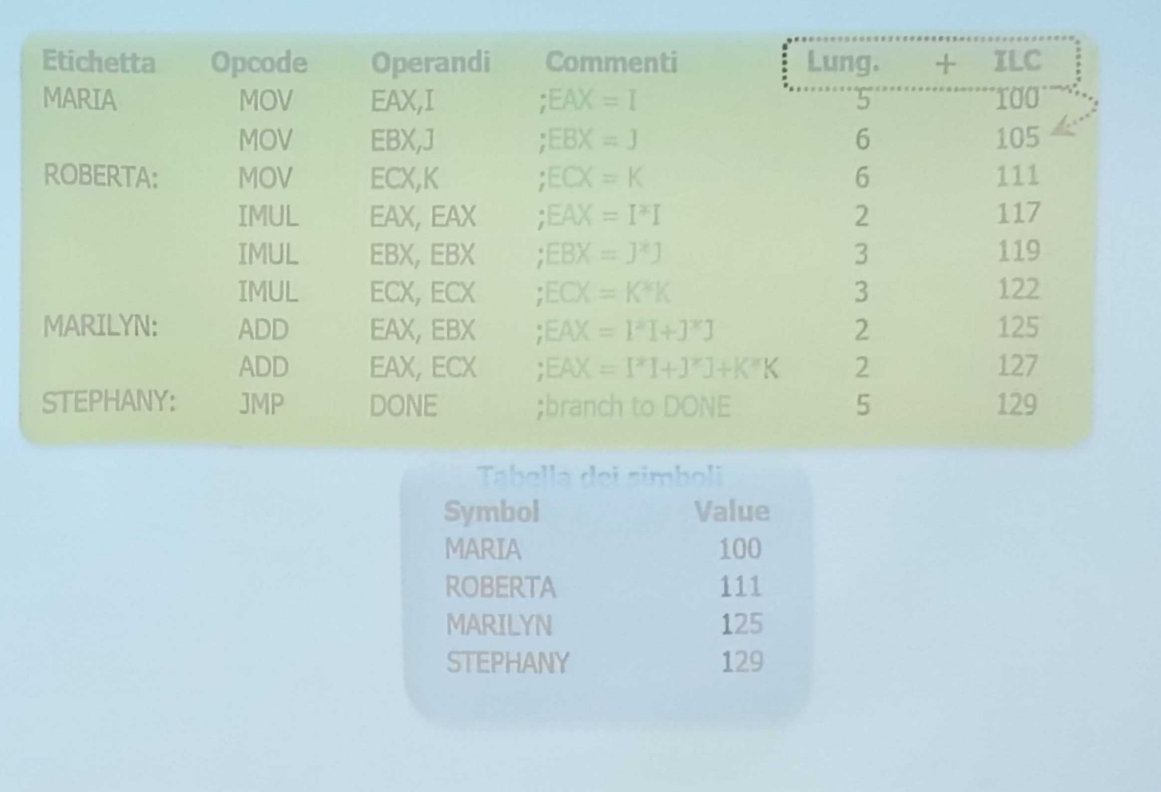 Etichetta Opcode Operandi Commenti Lung. + ILC
MARIA MOV EAX,I ;EAX = I 5 100
MOV EBX,J ;EBX = J 6 105
ROBERTA: MOV ECX,K ;ECX = K 6 111
IMUL EAX, EAX ;EAX = I*I 2 117
IMUL EBX, EBX ;EBX = J*J 3 119
IMUL ECX, ECX ;ECX = K*K 3 122
MARILYN: ADD EAX, EBX ;EAX = I*I+J*J 2 125
ADD EAX, ECX ;EAX = I*I+J*J+K*K 2 127
STEPHANY: JMP DONE ;branch to DONE 5 129
Tabella dei simboli
Symbol Value
MARIA 100
ROBERTA 111
MARILYN 125
STEPHANY 129